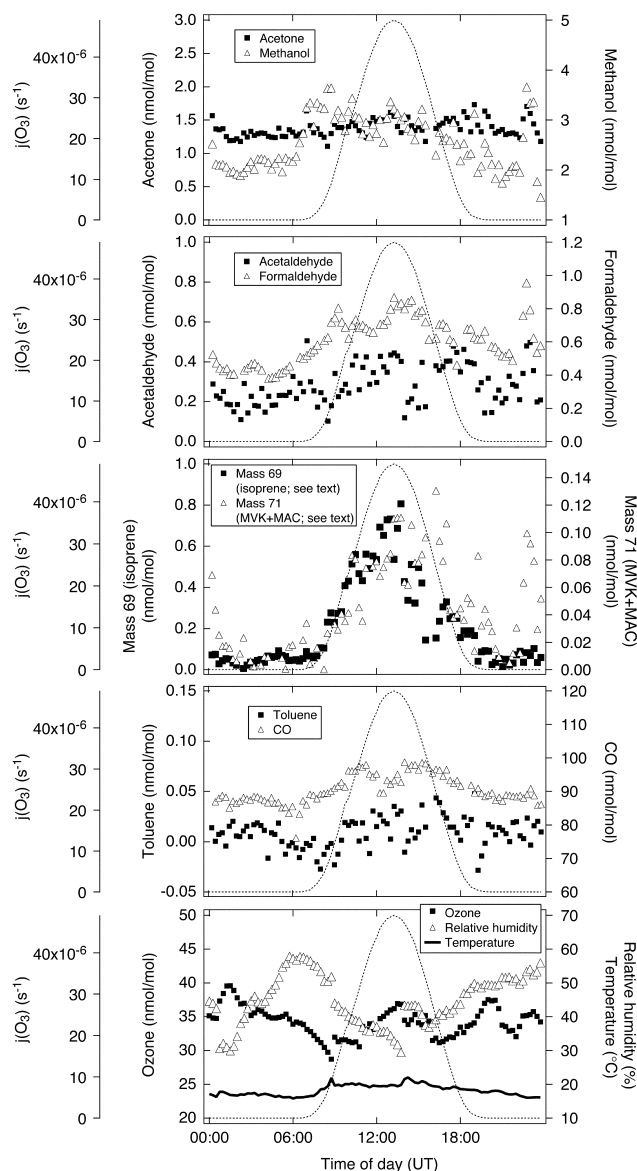 3.0
2.5
2.0
1.5
1.0
0.5
0.0
Acetone (nmol/mol)
40x10-6
30
20
10
0
j(O3) (s-1)
Acetone
Methanol
5
4
3
2
1
Methanol (nmol/mol)
1.0
0.8
0.6
0.4
0.2
0.0
Acetaldehyde (nmol/mol)
40x10-6
30
20
10
0
j(O3) (s-1)
Acetaldehyde
Formaldehyde
1.2
1.0
0.8
0.6
0.4
0.2
0.0
Formaldehyde (nmol/mol)
1.0
0.8
0.6
0.4
0.2
0.0
Mass 69 (isoprene)
(nmol/mol)
40x10-6
30
20
10
0
j(O3) (s-1)
Mass 69
(isoprene; see text)
Mass 71
(MVK+MAC; see text)
0.14
0.12
0.10
0.08
0.06
0.04
0.02
0.00
Mass 71 (MVK+MAC)
(nmol/mol)
0.15
0.10
0.05
0.00
-0.05
Toluene (nmol/mol)
40x10-6
30
20
10
0
j(O3) (s-1)
Toluene
CO
120
110
100
90
80
70
60
CO (nmol/mol)
50
45
40
35
30
25
20
Ozone (nmol/mol)
40x10-6
30
20
10
0
j(O3) (s-1)
Ozone
Relative humidity
Temperature
70
60
50
40
30
20
10
Relative humidity (%)
Temperature (°C)
00:00
06:00
12:00
18:00
Time of day (UT)